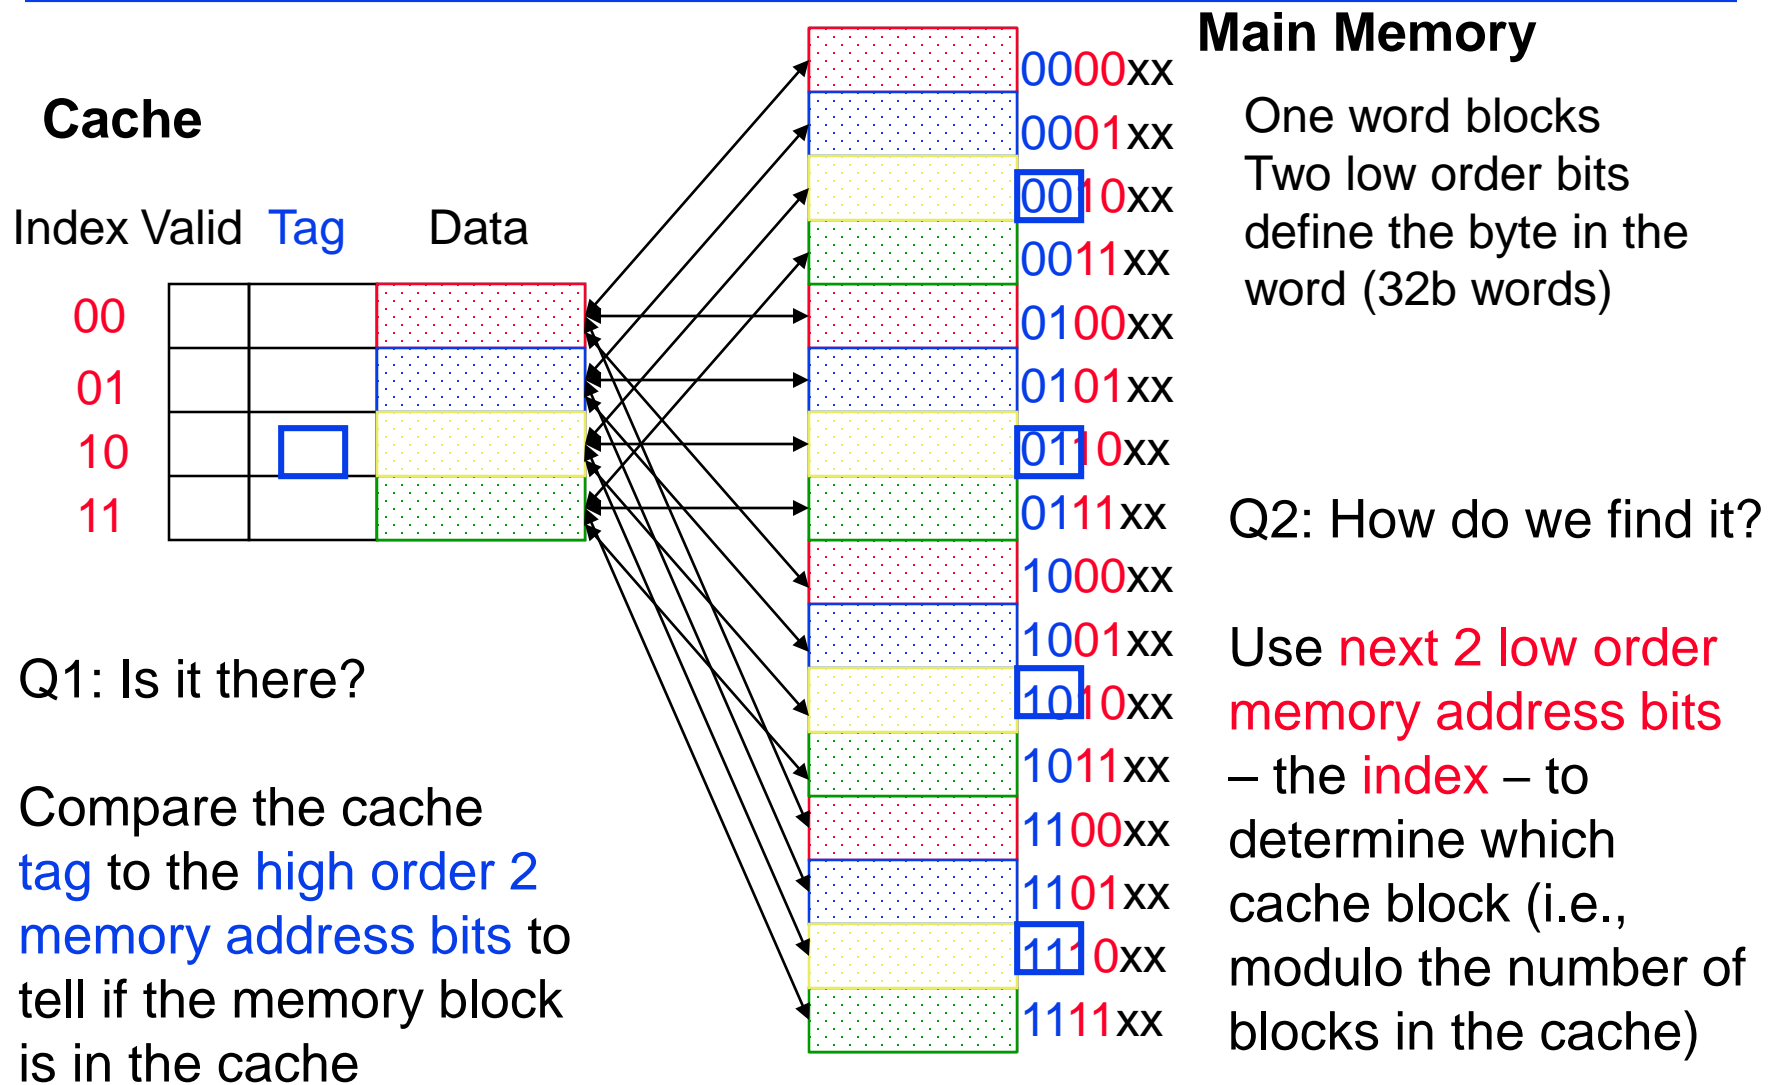 Cache
Index Valid Tag Data
00
01
10
11
Q1: Is it there?
Compare the cache
tag to the high order 2
memory address bits to
tell if the memory block
is in the cache
0000xx
0001xx
0010xx
0011xx
0100xx
0101xx
0110xx
0111xx
1000xx
1001xx
1010xx
1011xx
1100xx
1101xx
1110xx
1111xx
Main Memory
One word blocks
Two low order bits
define the byte in the
word (32b words)
Q2: How do we find it?
Use next 2 low order
memory address bits
– the index – to
determine which
cache block (i.e.,
modulo the number of
blocks in the cache)